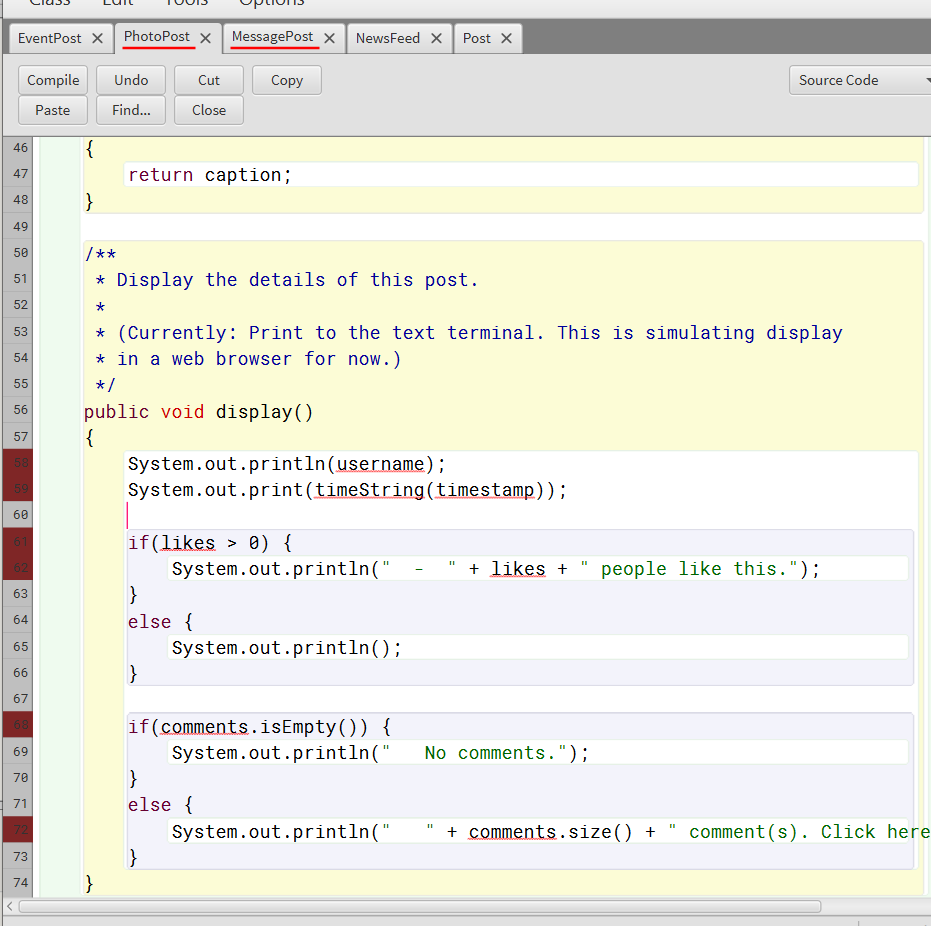 Class Edit Tools Options
EventPost PhotoPost MessagePost NewsFeed Post
Compile Undo Cut Copy Source Code
Paste Find... Close
46 {
47 return caption;
48 }
49
50 /**
51 * Display the details of this post.
52 *
53 * (Currently: Print to the text terminal. This is simulating display
54 * in a web browser for now.)
55 */
56 public void display()
57 {
58 System.out.println(username);
59 System.out.print(timeString(timestamp));
60
61 if(likes > 0) {
62 System.out.println("  -  " + likes + " people like this.");
63 }
64 else {
65 System.out.println();
66 }
67
68 if(comments.isEmpty()) {
69 System.out.println("   No comments.");
70 }
71 else {
72 System.out.println("   " + comments.size() + " comment(s). Click here
73 }
74 }